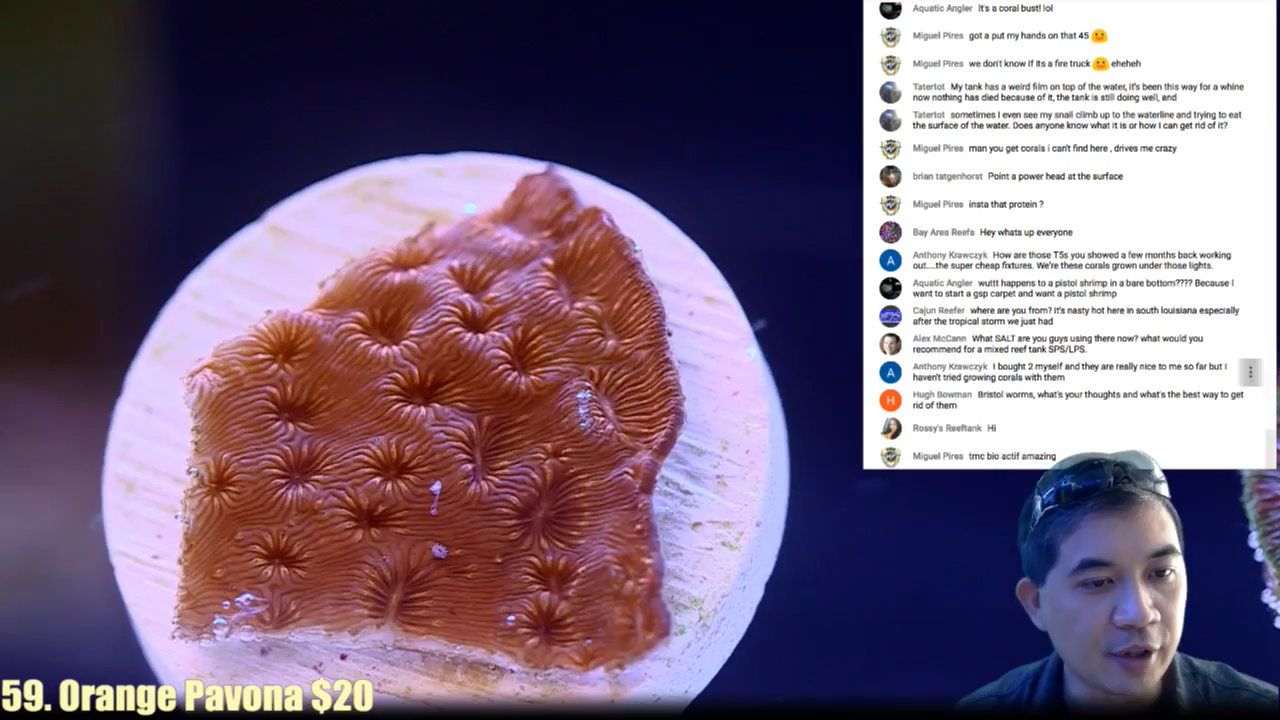 Aquatic Angler It's a coral bust! lol
Miguel Pires got a put my hands on that 45
Miguel Pires we don't know if its a fire truck eheheh
Tatertot My tank has a weird film on top of the water, it's been this way for a whine
now nothing has died because of it, the tank is still doing well, and
Tatertot sometimes I even see my snail climb up to the waterline and trying to eat
the surface of the water. Does anyone know what it is or how I can get rid of it?
Miguel Pires man you get corals i can't find here , drives me crazy
brian tatgenhorst Point a power head at the surface
Miguel Pires insta that protein ?
Bay Area Reefs Hey whats up everyone
A Anthony Krawczyk How are those T5s you showed a few months back working
out....the super cheap fixtures. We're these corals grown under those lights.
Aquatic Angler wuttt happens to a pistol shrimp in a bare bottom???? Because I
want to start a gsp carpet and want a pistol shrimp
Cajun Reefer where are you from? It's nasty hot here in south louisiana especially
after the tropical storm we just had
Alex McCann What SALT are you guys using there now? what would you
recommend for a mixed reef tank SPS/LPS.
A Anthony Krawczyk I bought 2 myself and they are really nice to me so far but I
haven't tried growing corals with them
H Hugh Bowman Bristol worms, what's your thoughts and what's the best way to get
rid of them
Rossy's Reeftank Hi
Miguel Pires tmc bio actif amazing
59. Orange Pavona $20